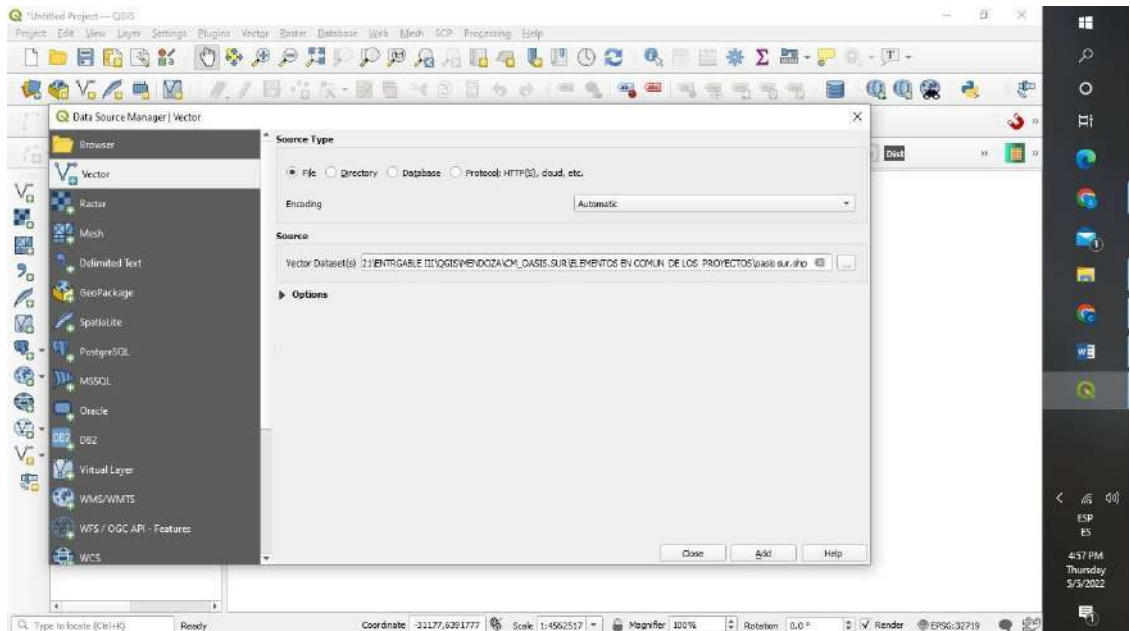 *Untitled Project — QGIS
Project Edit View Layer Settings Plugins Vector Raster Database Web Mesh SCP Processing Help
Data Source Manager | Vector
Browser
Vector
Raster
Mesh
Delimited Text
GeoPackage
SpatiaLite
PostgreSQL
MSSQL
Oracle
DB2
Virtual Layer
WMS/WMTS
WFS / OGC API - Features
WCS
Source Type
File Directory Database Protocol: HTTP(S), cloud, etc.
Encoding Automatic
Source
Vector Dataset(s) 21\ENTRGABLE III\QGIS\MENDOZA\CM_OASIS.SUR\ELEMENTOS EN COMUN DE LOS PROYECTOS\oasis sur.shp ...
Options
Close Add Help
Dist
Type to locate (Ctrl+K) Ready Coordinate -31177,6391777 Scale 1:4562517 Magnifier 100% Rotation 0,0 ° Render EPSG:32719
ESP
ES
4:57 PM
Thursday
5/5/2022